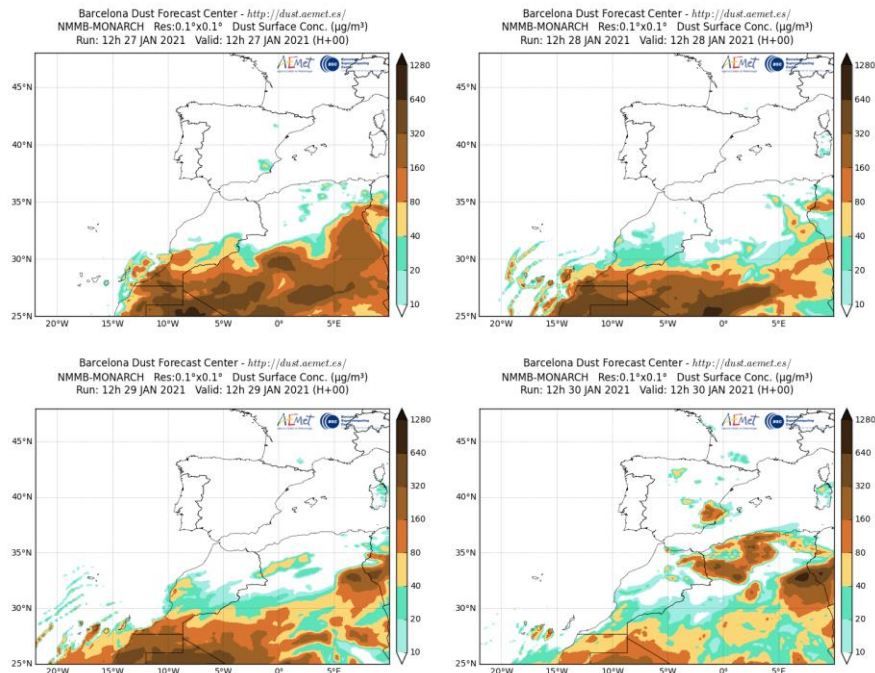 Barcelona Dust Forecast Center - http://dust.aemet.es/
NMMB-MONARCH Res:0.1°x0.1° Dust Surface Conc. (µg/m³)
Run: 12h 27 JAN 2021 Valid: 12h 27 JAN 2021 (H+00)
AEMet
BSC
45°N
40°N
35°N
30°N
25°N
20°W
15°W
10°W
5°W
0°
5°E
1280
640
320
160
80
40
20
10
Barcelona Dust Forecast Center - http://dust.aemet.es/
NMMB-MONARCH Res:0.1°x0.1° Dust Surface Conc. (µg/m³)
Run: 12h 28 JAN 2021 Valid: 12h 28 JAN 2021 (H+00)
AEMet
BSC
45°N
40°N
35°N
30°N
25°N
20°W
15°W
10°W
5°W
0°
5°E
1280
640
320
160
80
40
20
10
Barcelona Dust Forecast Center - http://dust.aemet.es/
NMMB-MONARCH Res:0.1°x0.1° Dust Surface Conc. (µg/m³)
Run: 12h 29 JAN 2021 Valid: 12h 29 JAN 2021 (H+00)
AEMet
BSC
45°N
40°N
35°N
30°N
25°N
20°W
15°W
10°W
5°W
0°
5°E
1280
640
320
160
80
40
20
10
Barcelona Dust Forecast Center - http://dust.aemet.es/
NMMB-MONARCH Res:0.1°x0.1° Dust Surface Conc. (µg/m³)
Run: 12h 30 JAN 2021 Valid: 12h 30 JAN 2021 (H+00)
AEMet
BSC
45°N
40°N
35°N
30°N
25°N
20°W
15°W
10°W
5°W
0°
5°E
1280
640
320
160
80
40
20
10